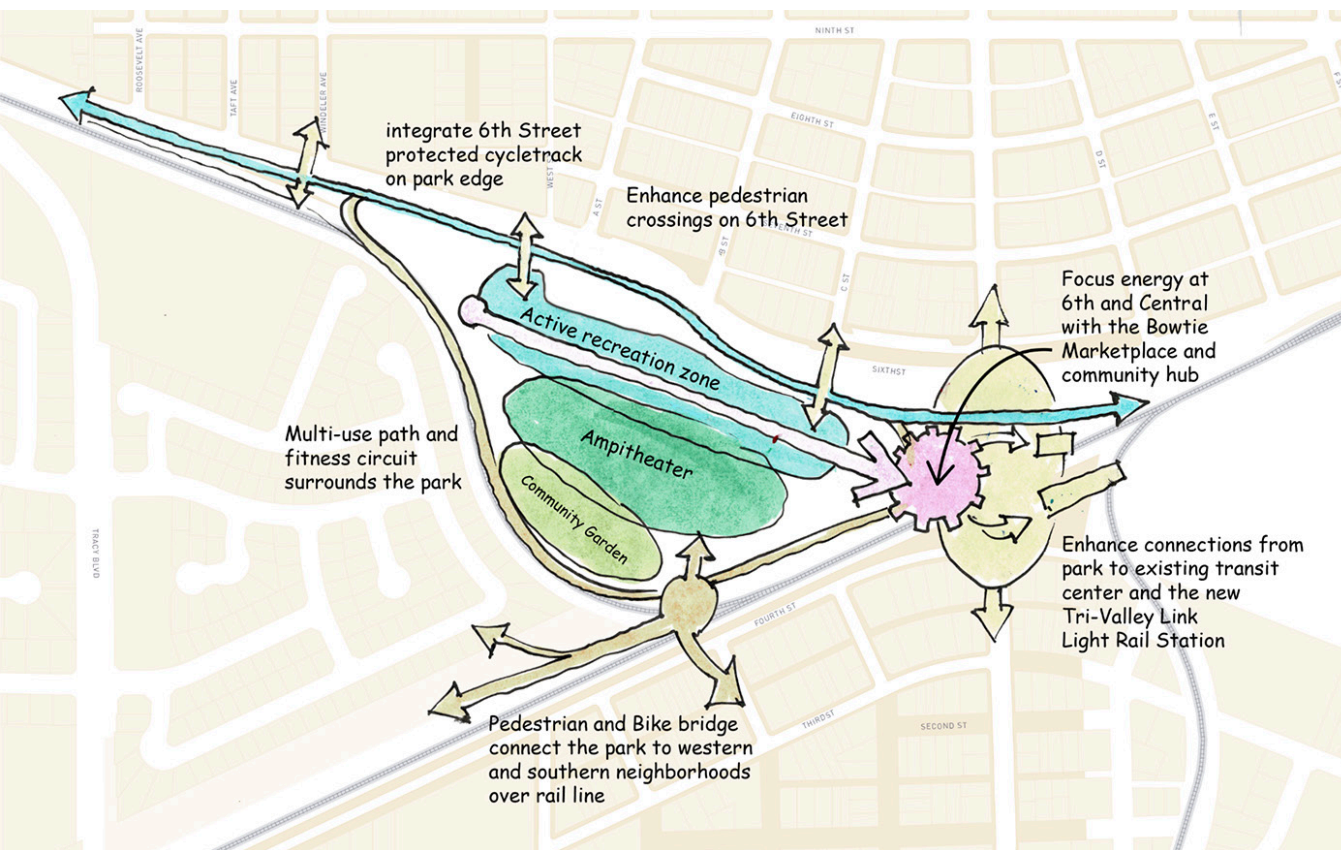 NINTH ST
ROOSEVELT AVE
TAFT AVE
WINDELER AVE
EIGHTH ST
E ST
D ST
integrate 6th Street
protected cycletrack
on park edge
WEST
A ST
Enhance pedestrian
crossings on 6th Street
SEVENTH ST
B ST
C ST
Focus energy at
6th and Central
with the Bowtie
Marketplace and
community hub
SIXTH ST
Active recreation zone
Ampitheater
Community Garden
Multi-use path and
fitness circuit
surrounds the park
TRACY BLVD
Enhance connections from
park to existing transit
center and the new
Tri-Valley Link
Light Rail Station
FOURTH ST
THIRD ST
SECOND ST
Pedestrian and Bike bridge
connect the park to western
and southern neighborhoods
over rail line